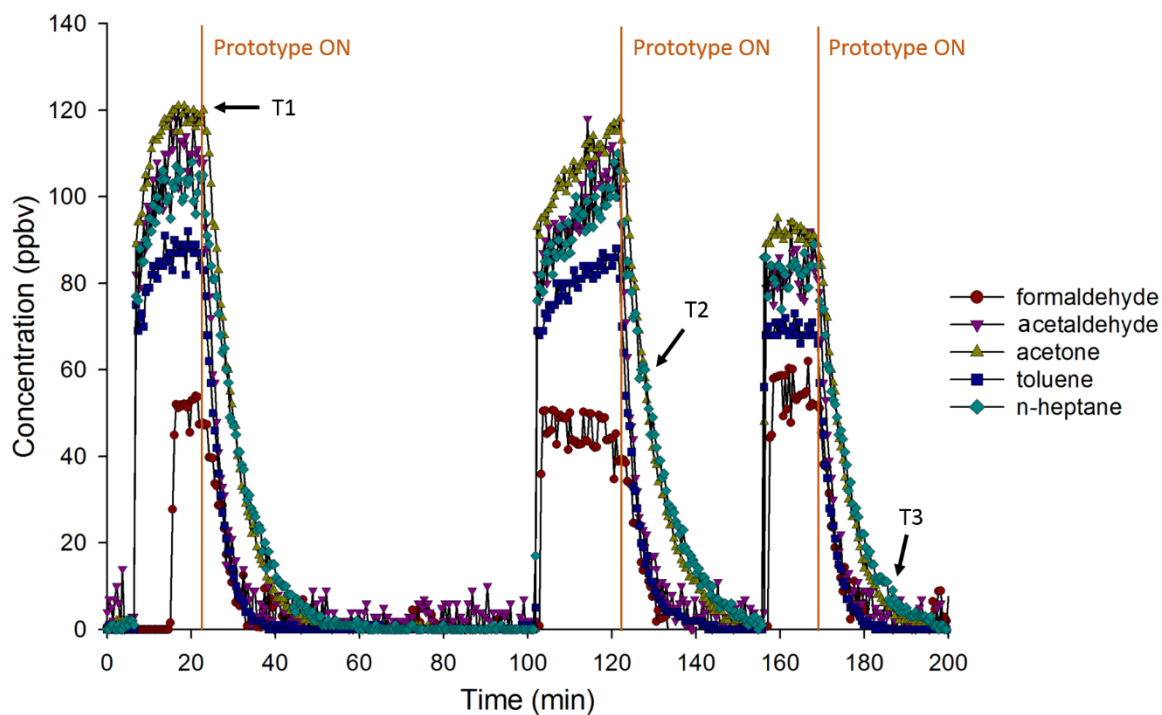 140
120
100
80
60
40
20
0
Concentration (ppbv)
Prototype ON
Prototype ON
Prototype ON
T1
T2
T3
formaldehyde
acetaldehyde
acetone
toluene
n-heptane
0 20 40 60 80 100 120 140 160 180 200
Time (min)